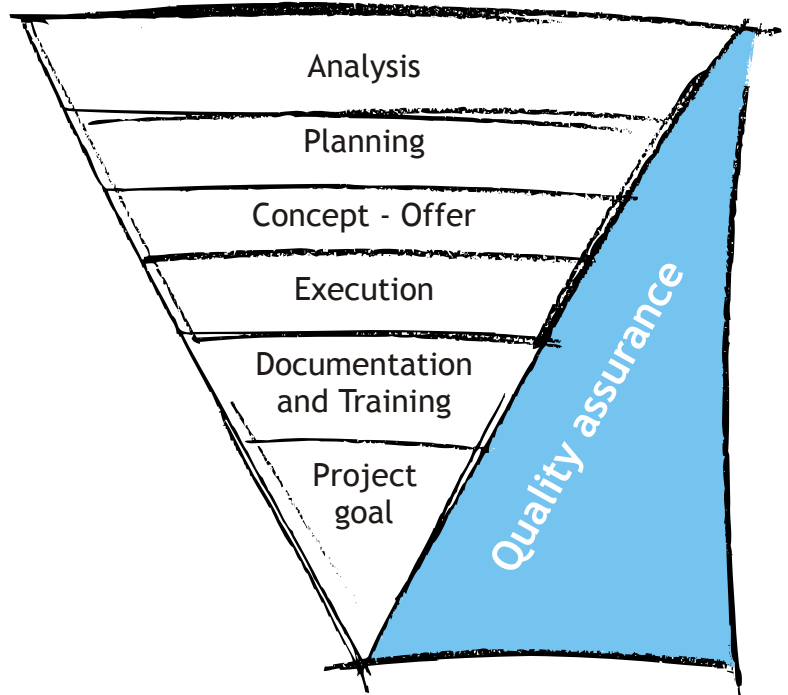 Analysis
Planning
Concept - Offer
Execution
Documentation
and Training
Project
goal
Quality assurance